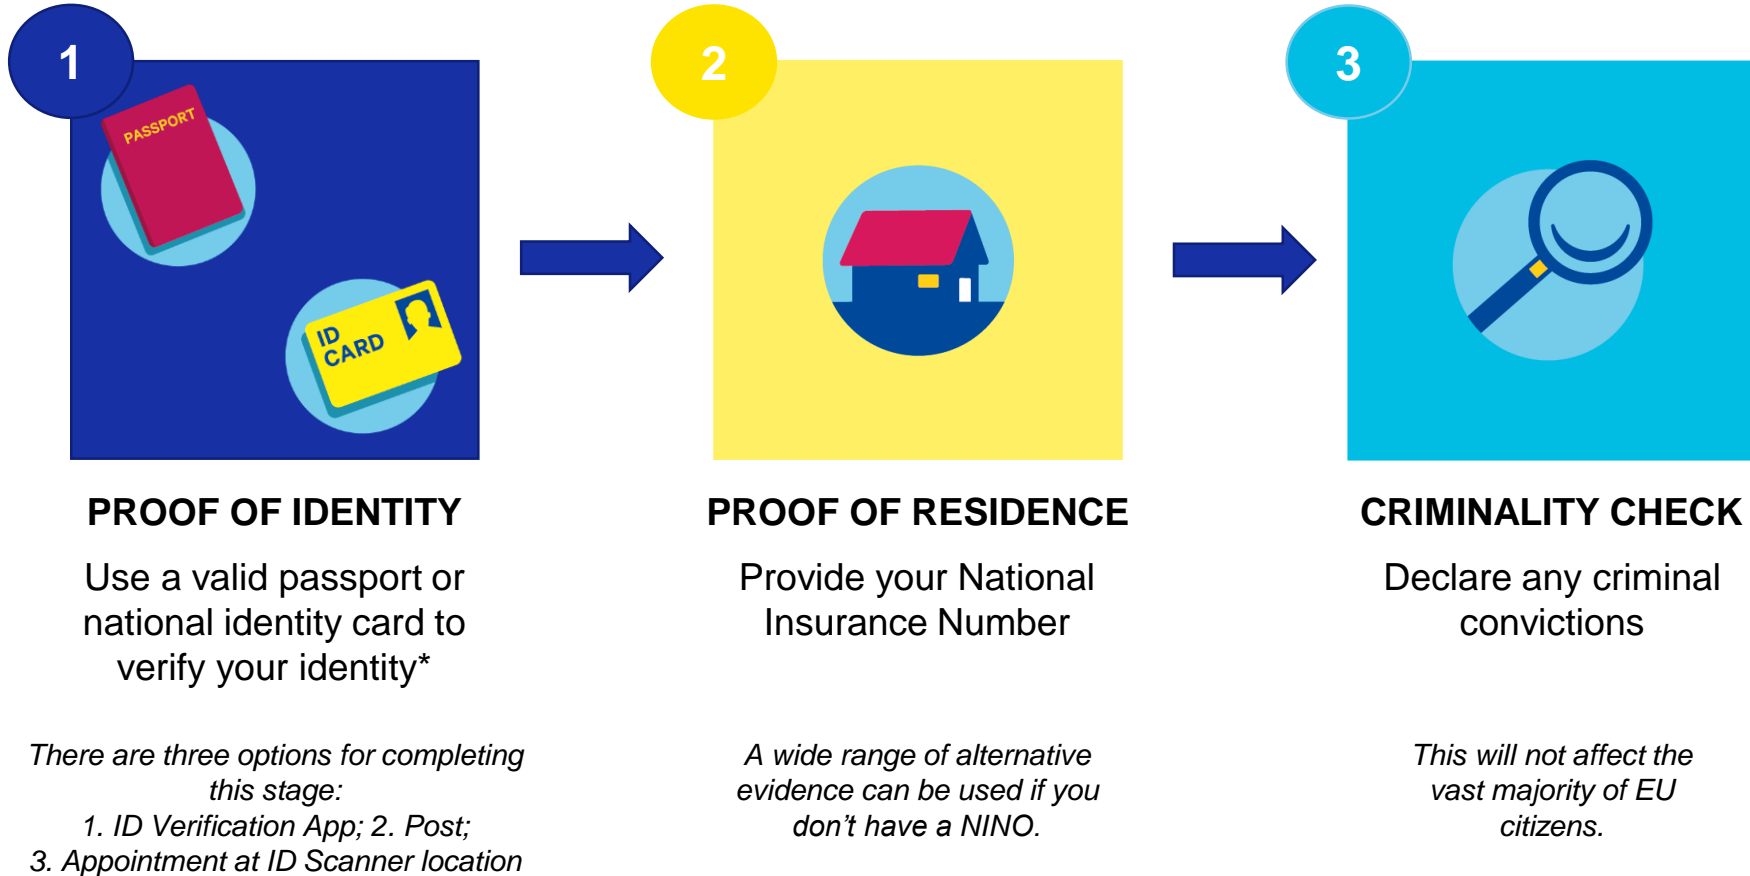 1
PASSPORT
ID
CARD
PROOF OF IDENTITY
Use a valid passport or
national identity card to
verify your identity*
There are three options for completing
this stage:
1. ID Verification App; 2. Post;
3. Appointment at ID Scanner location
2
PROOF OF RESIDENCE
Provide your National
Insurance Number
A wide range of alternative
evidence can be used if you
don’t have a NINO.
3
CRIMINALITY CHECK
Declare any criminal
convictions
This will not affect the
vast majority of EU
citizens.